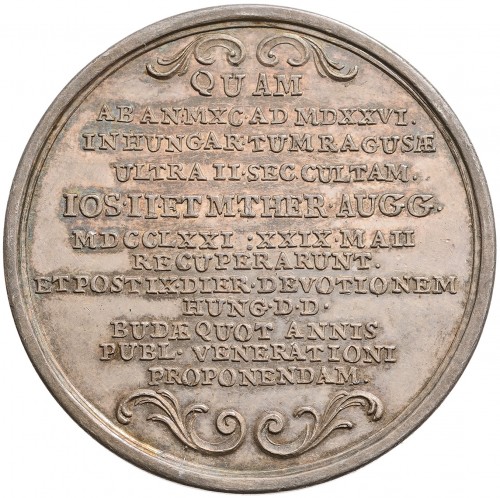 QUAM
AB AN·MXC·AD MDXXVI.
IN HUNGAR·TUM RAGUSÆ
ULTRA II·SEC·CULTAM.
IOS·II ET M·THER·AUGG·
MDCCLXXI :XXIX·MAII
RECUPERARUNT.
ET POST IX·DIER·DEVOTIONEM
HUNG·D·D·
BUDÆ QUOT ANNIS
PUBL· VENERATIONI
PROPONENDAM.